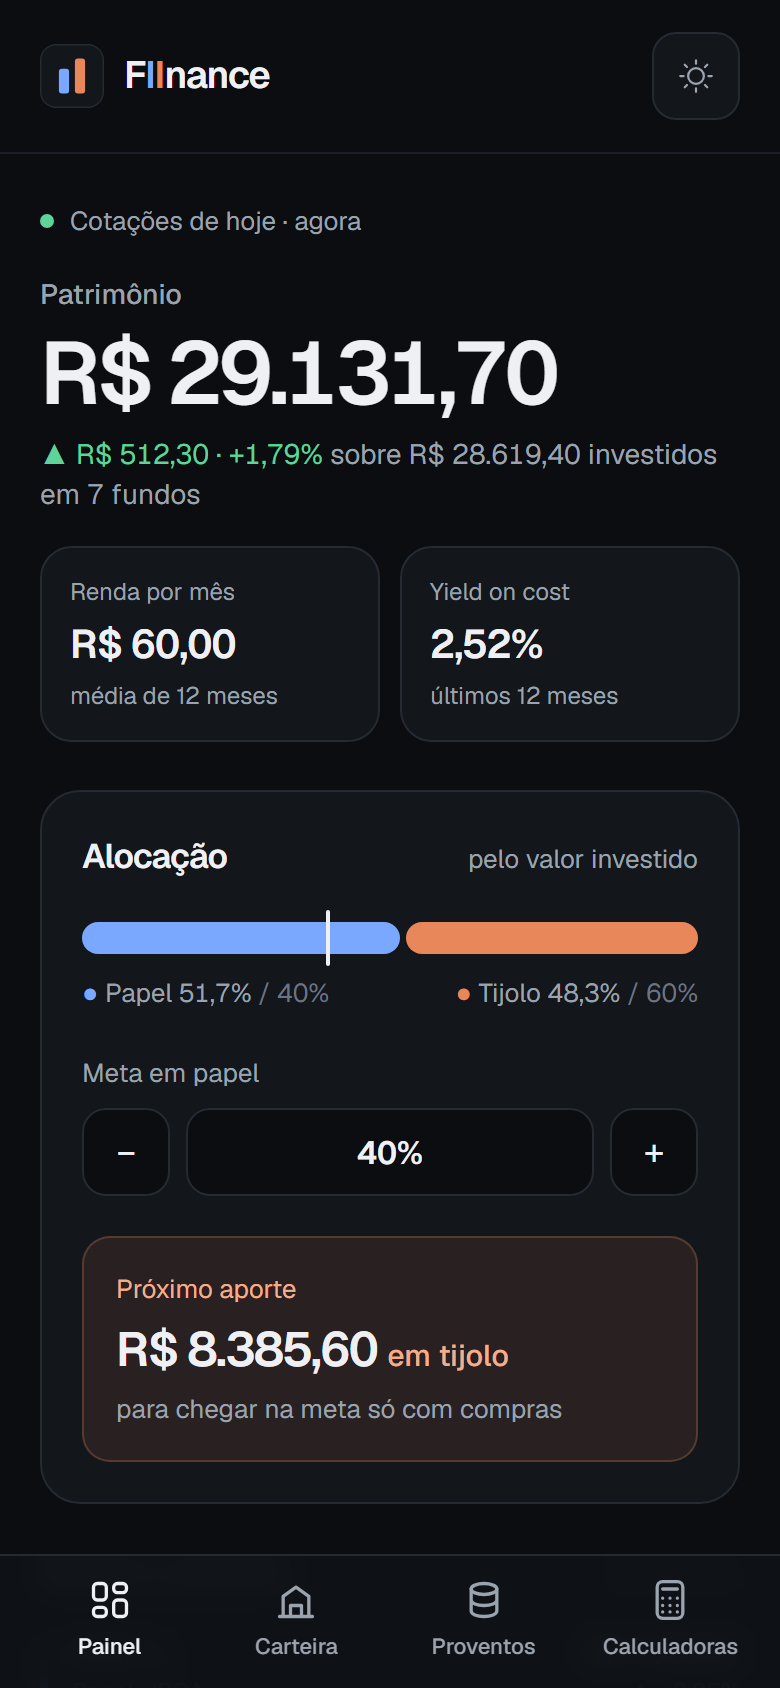 FIInance
Cotações de hoje · agora
Patrimônio
R$ 29.131,70
▲ R$ 512,30 · +1,79% sobre R$ 28.619,40 investidos
em 7 fundos
Renda por mês
R$ 60,00
média de 12 meses
Yield on cost
2,52%
últimos 12 meses
Alocação
pelo valor investido
Papel 51,7% / 40%
Tijolo 48,3% / 60%
Meta em papel
− 40% +
Próximo aporte
R$ 8.385,60 em tijolo
para chegar na meta só com compras
Painel
Carteira
Proventos
Calculadoras